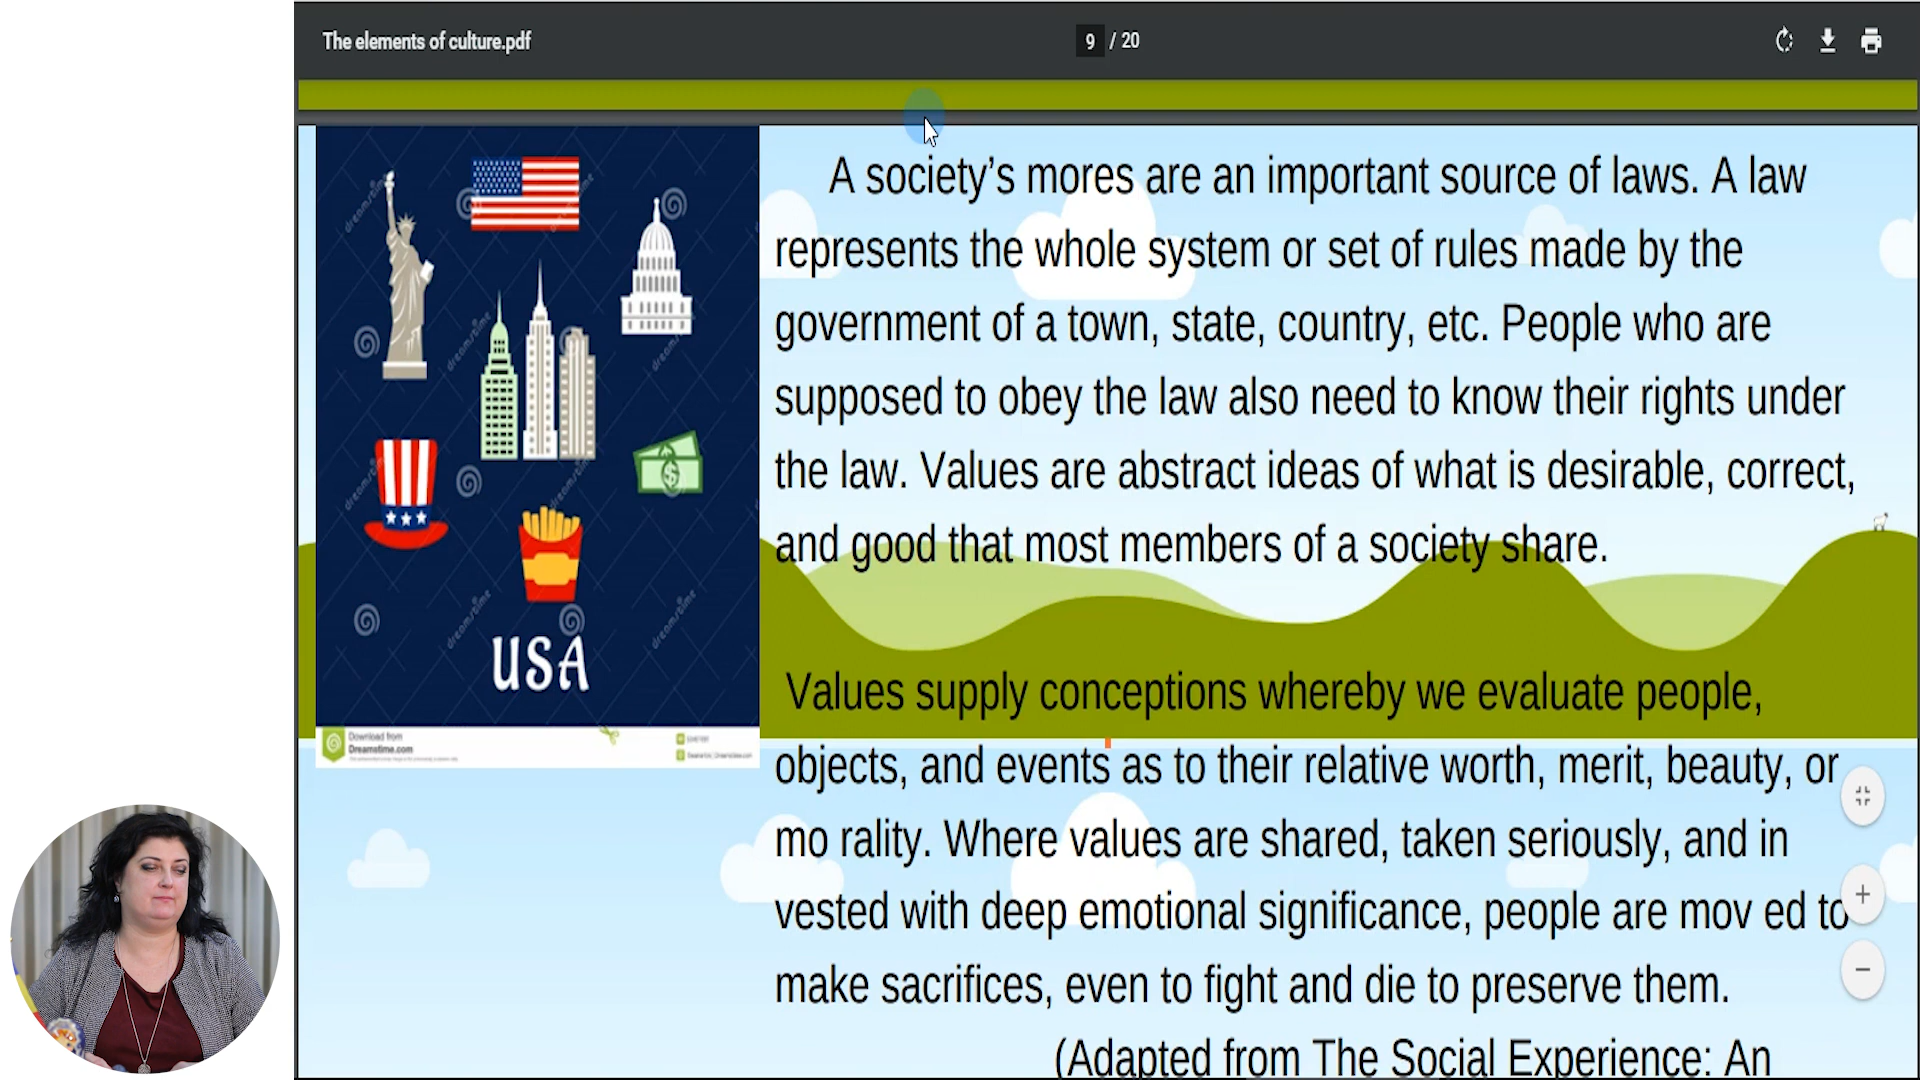 The elements of culture.pdf
9 / 20
A society’s mores are an important source of laws. A law
represents the whole system or set of rules made by the
government of a town, state, country, etc. People who are
supposed to obey the law also need to know their rights under
the law. Values are abstract ideas of what is desirable, correct,
and good that most members of a society share.
Values supply conceptions whereby we evaluate people,
objects, and events as to their relative worth, merit, beauty, or
mo rality. Where values are shared, taken seriously, and in
vested with deep emotional significance, people are mov ed to
make sacrifices, even to fight and die to preserve them.
(Adapted from The Social Experience: An
USA
dreamstime
dreamstime
dreamstime
dreamstime
dreamstime
dreamstime
Download from
Dreamstime.com